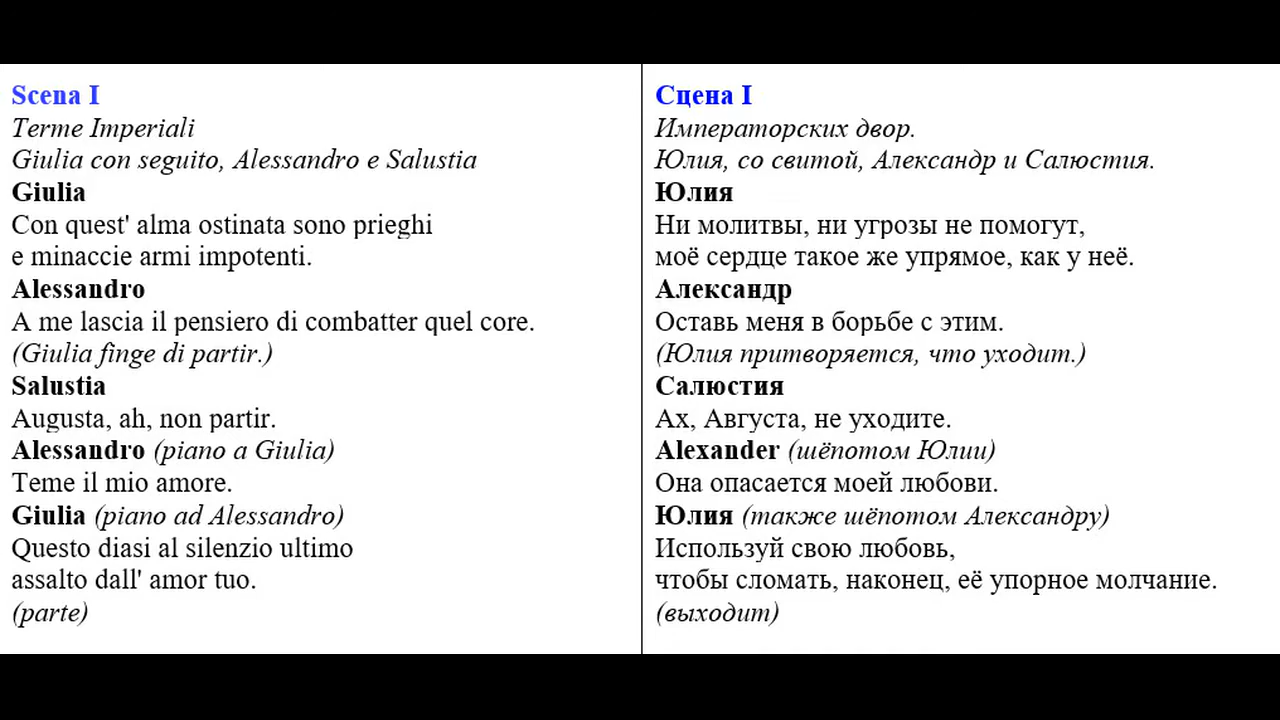 Scena I
Terme Imperiali
Giulia con seguito, Alessandro e Salustia
Giulia
Con quest' alma ostinata sono prieghi
e minaccie armi impotenti.
Alessandro
A me lascia il pensiero di combatter quel core.
(Giulia finge di partir.)
Salustia
Augusta, ah, non partir.
Alessandro (piano a Giulia)
Teme il mio amore.
Giulia (piano ad Alessandro)
Questo diasi al silenzio ultimo
assalto dall' amor tuo.
(parte)
Сцена I
Императорских двор.
Юлия, со свитой, Александр и Салюстия.
Юлия
Ни молитвы, ни угрозы не помогут,
моё сердце такое же упрямое, как у неё.
Александр
Оставь меня в борьбе с этим.
(Юлия притворяется, что уходит.)
Салюстия
Ах, Августа, не уходите.
Alexander (шёпотом Юлии)
Она опасается моей любови.
Юлия (также шёпотом Александру)
Используй свою любовь,
чтобы сломать, наконец, её упорное молчание.
(выходит)